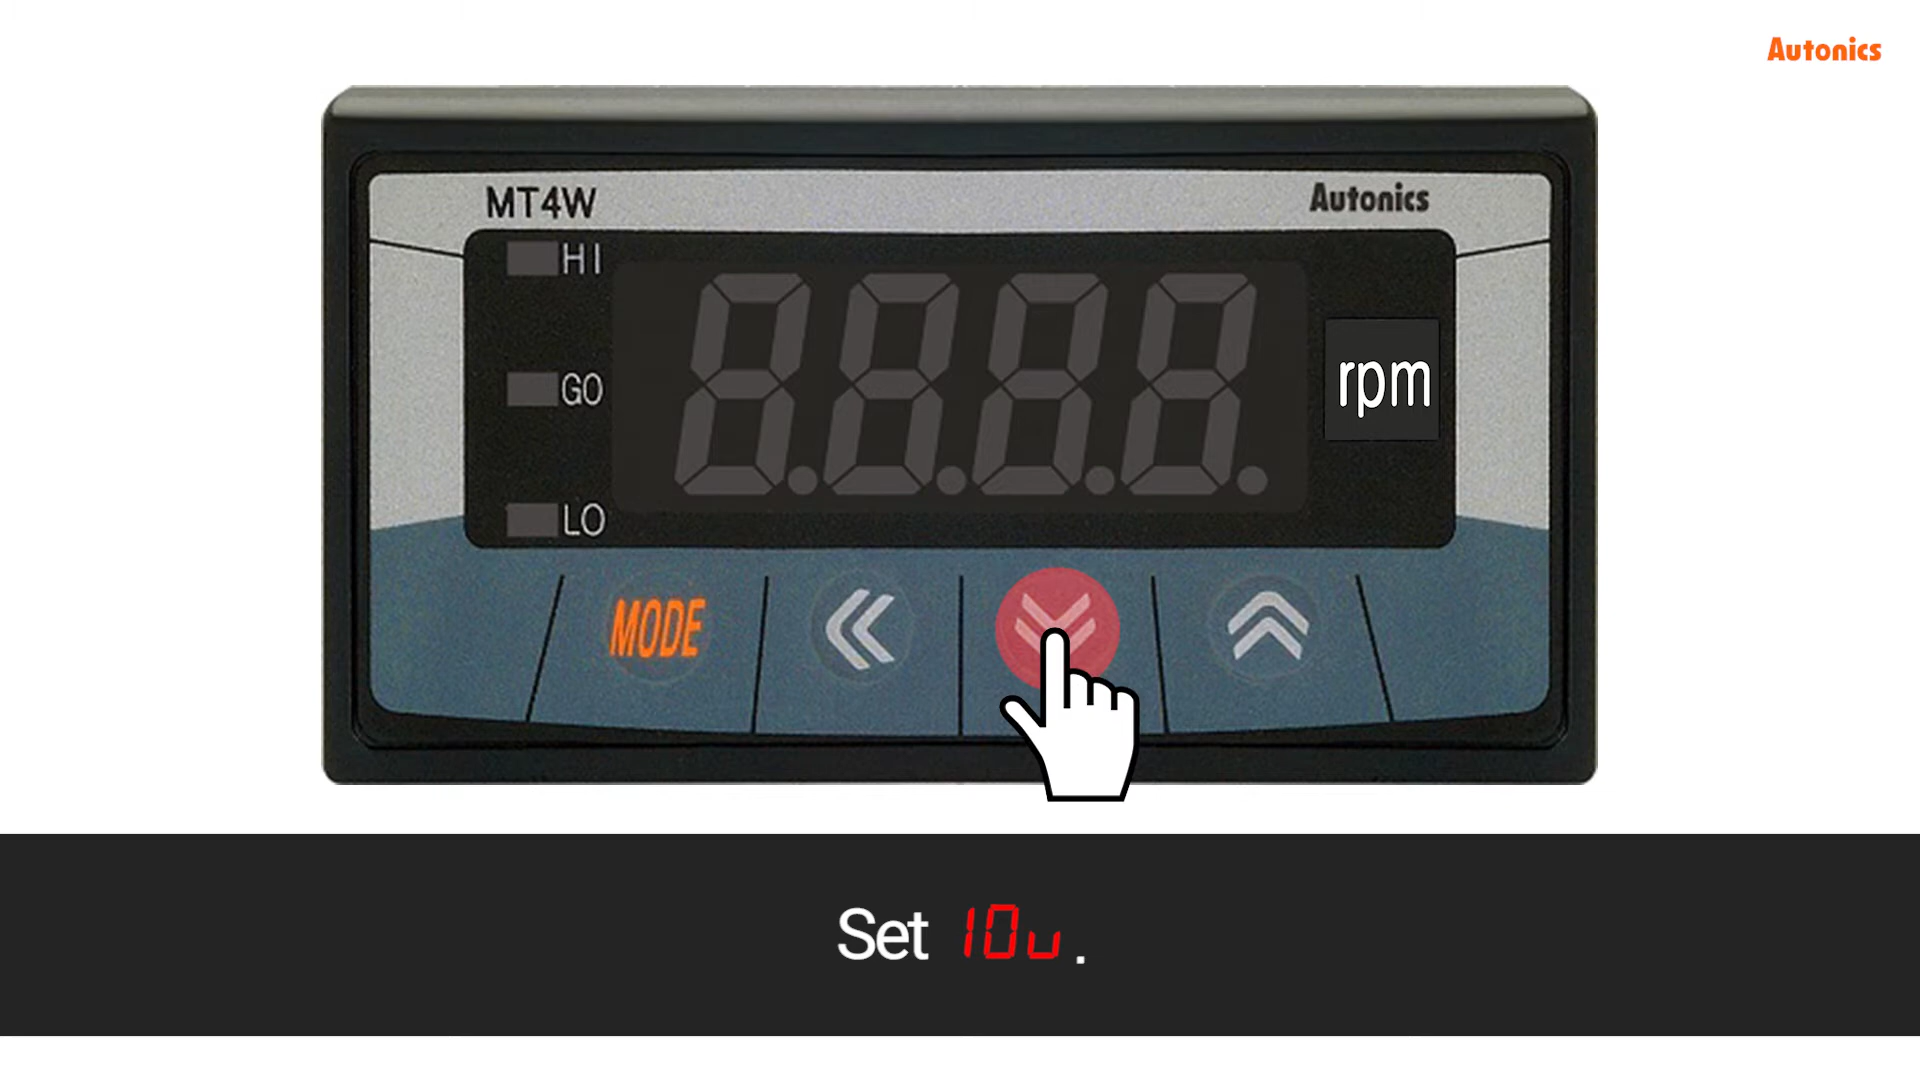 Autonics
MT4W
Autonics
HI
GO
rpm
LO
MODE
Set 10u.